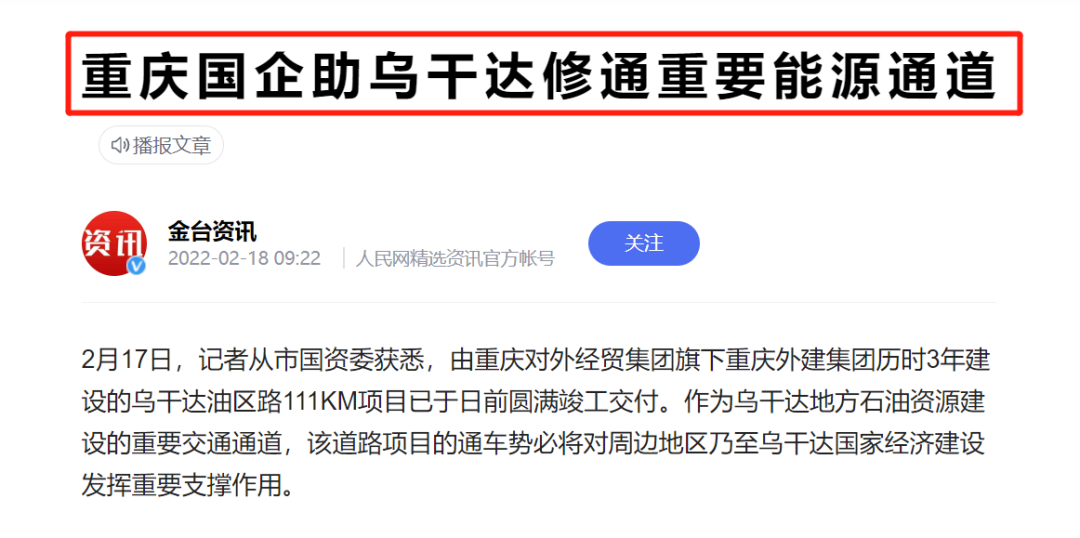 重庆国企助乌干达修通重要能源通道
播报文章
资讯
金台资讯
2022-02-18 09:22 人民网精选资讯官方帐号
关注
2月17日，记者从市国资委获悉，由重庆对外经贸集团旗下重庆外建集团历时3年建
设的乌干达油区路111KM项目已于日前圆满竣工交付。作为乌干达地方石油资源建
设的重要交通通道，该道路项目的通车势必将对周边地区乃至乌干达国家经济建设
发挥重要支撑作用。